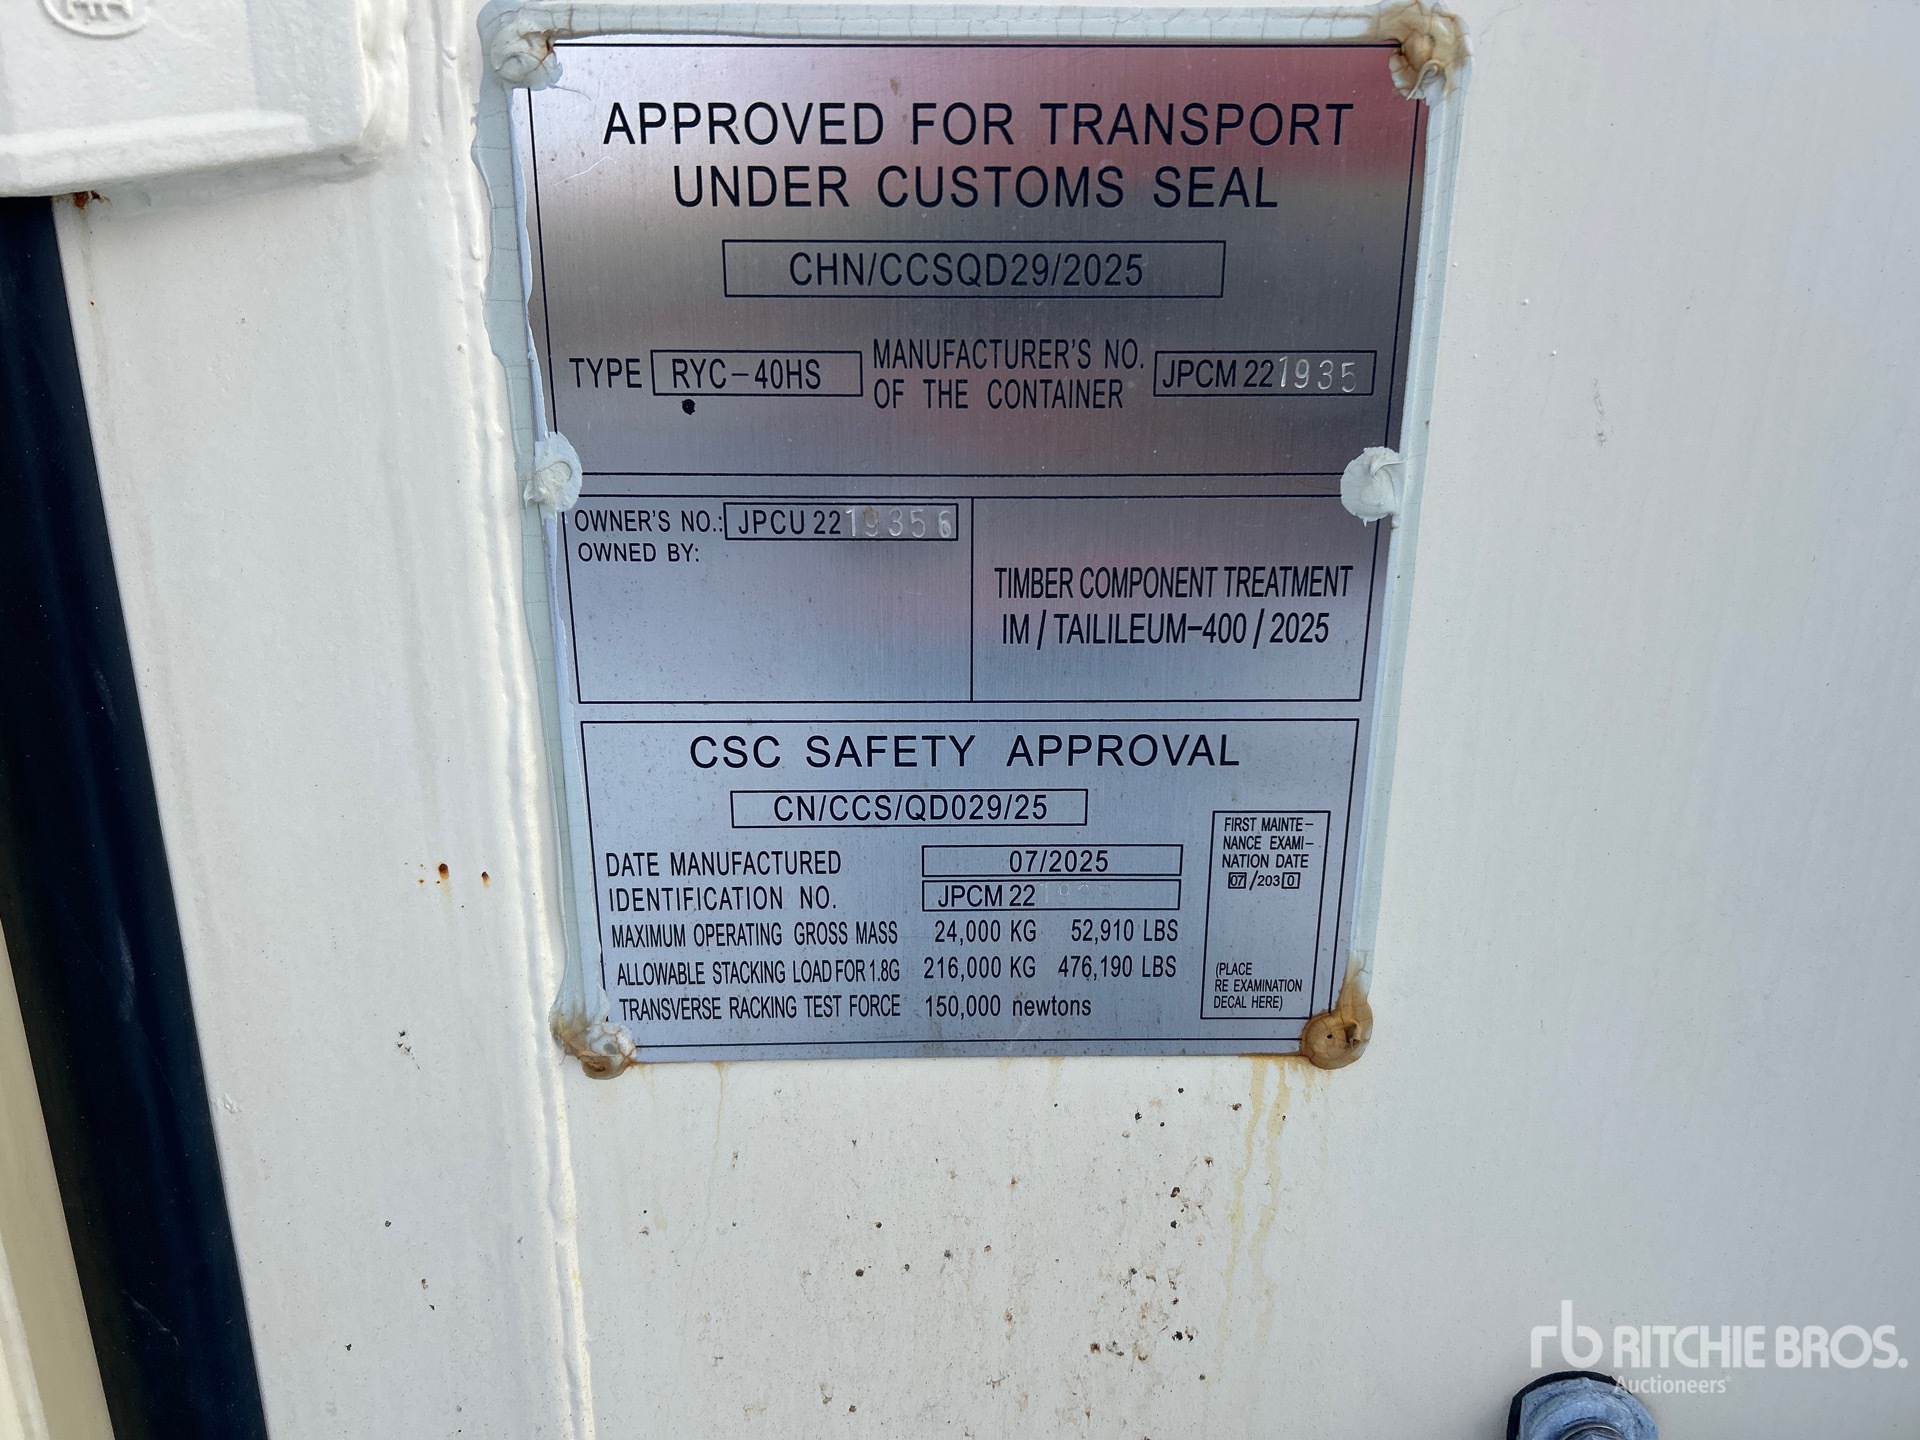 APPROVED FOR TRANSPORT
UNDER CUSTOMS SEAL
CHN/CCSQD29/2025
TYPE RYC-40HS MANUFACTURER'S NO. OF THE CONTAINER JPCM 221935
OWNER'S NO.: JPCU 2219356
OWNED BY:
TIMBER COMPONENT TREATMENT
IM / TAILILEUM-400 / 2025
CSC SAFETY APPROVAL
CN/CCS/QD029/25
DATE MANUFACTURED 07/2025
IDENTIFICATION NO. JPCM 22
MAXIMUM OPERATING GROSS MASS 24,000 KG 52,910 LBS
ALLOWABLE STACKING LOAD FOR 1.8G 216,000 KG 476,190 LBS
TRANSVERSE RACKING TEST FORCE 150,000 newtons
FIRST MAINTE-
NANCE EXAMI-
NATION DATE
07/2030
(PLACE
RE EXAMINATION
DECAL HERE)
rb RITCHIE BROS.
Auctioneers